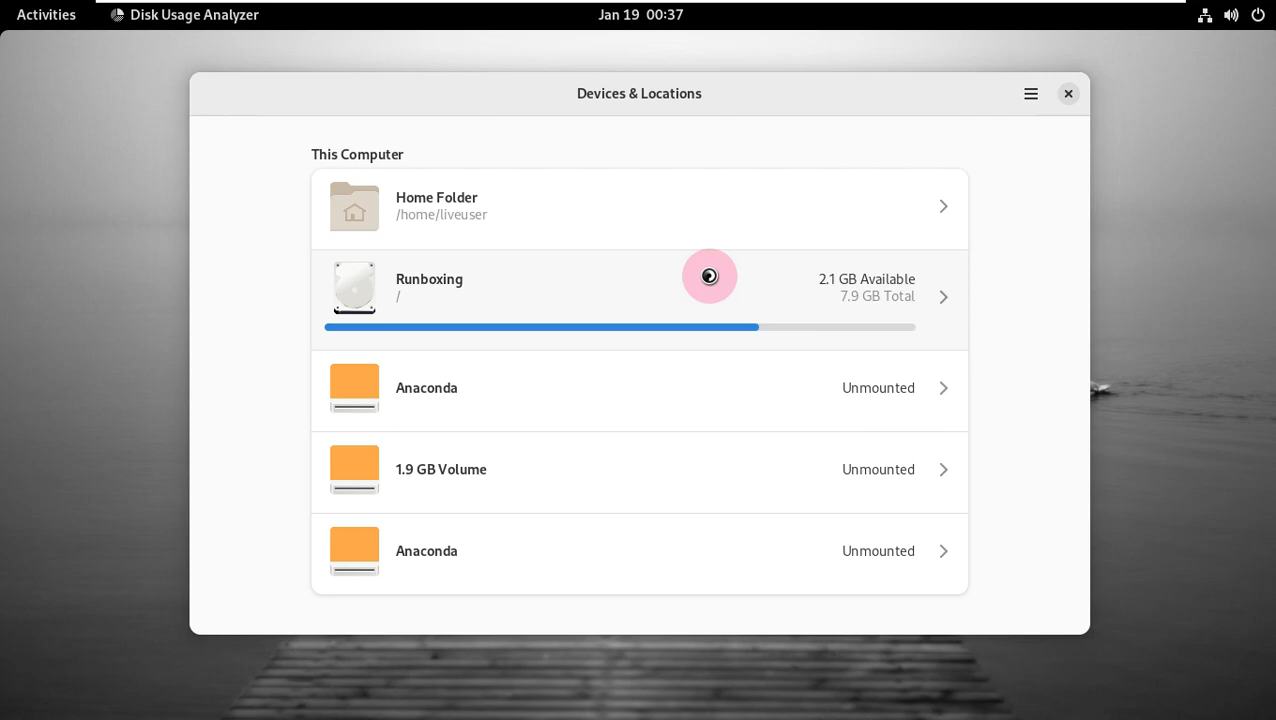 Activities
Disk Usage Analyzer
Jan 19 00:37
Devices & Locations
This Computer
Home Folder
/home/liveuser
Runboxing
/
2.1 GB Available
7.9 GB Total
Anaconda
Unmounted
1.9 GB Volume
Unmounted
Anaconda
Unmounted